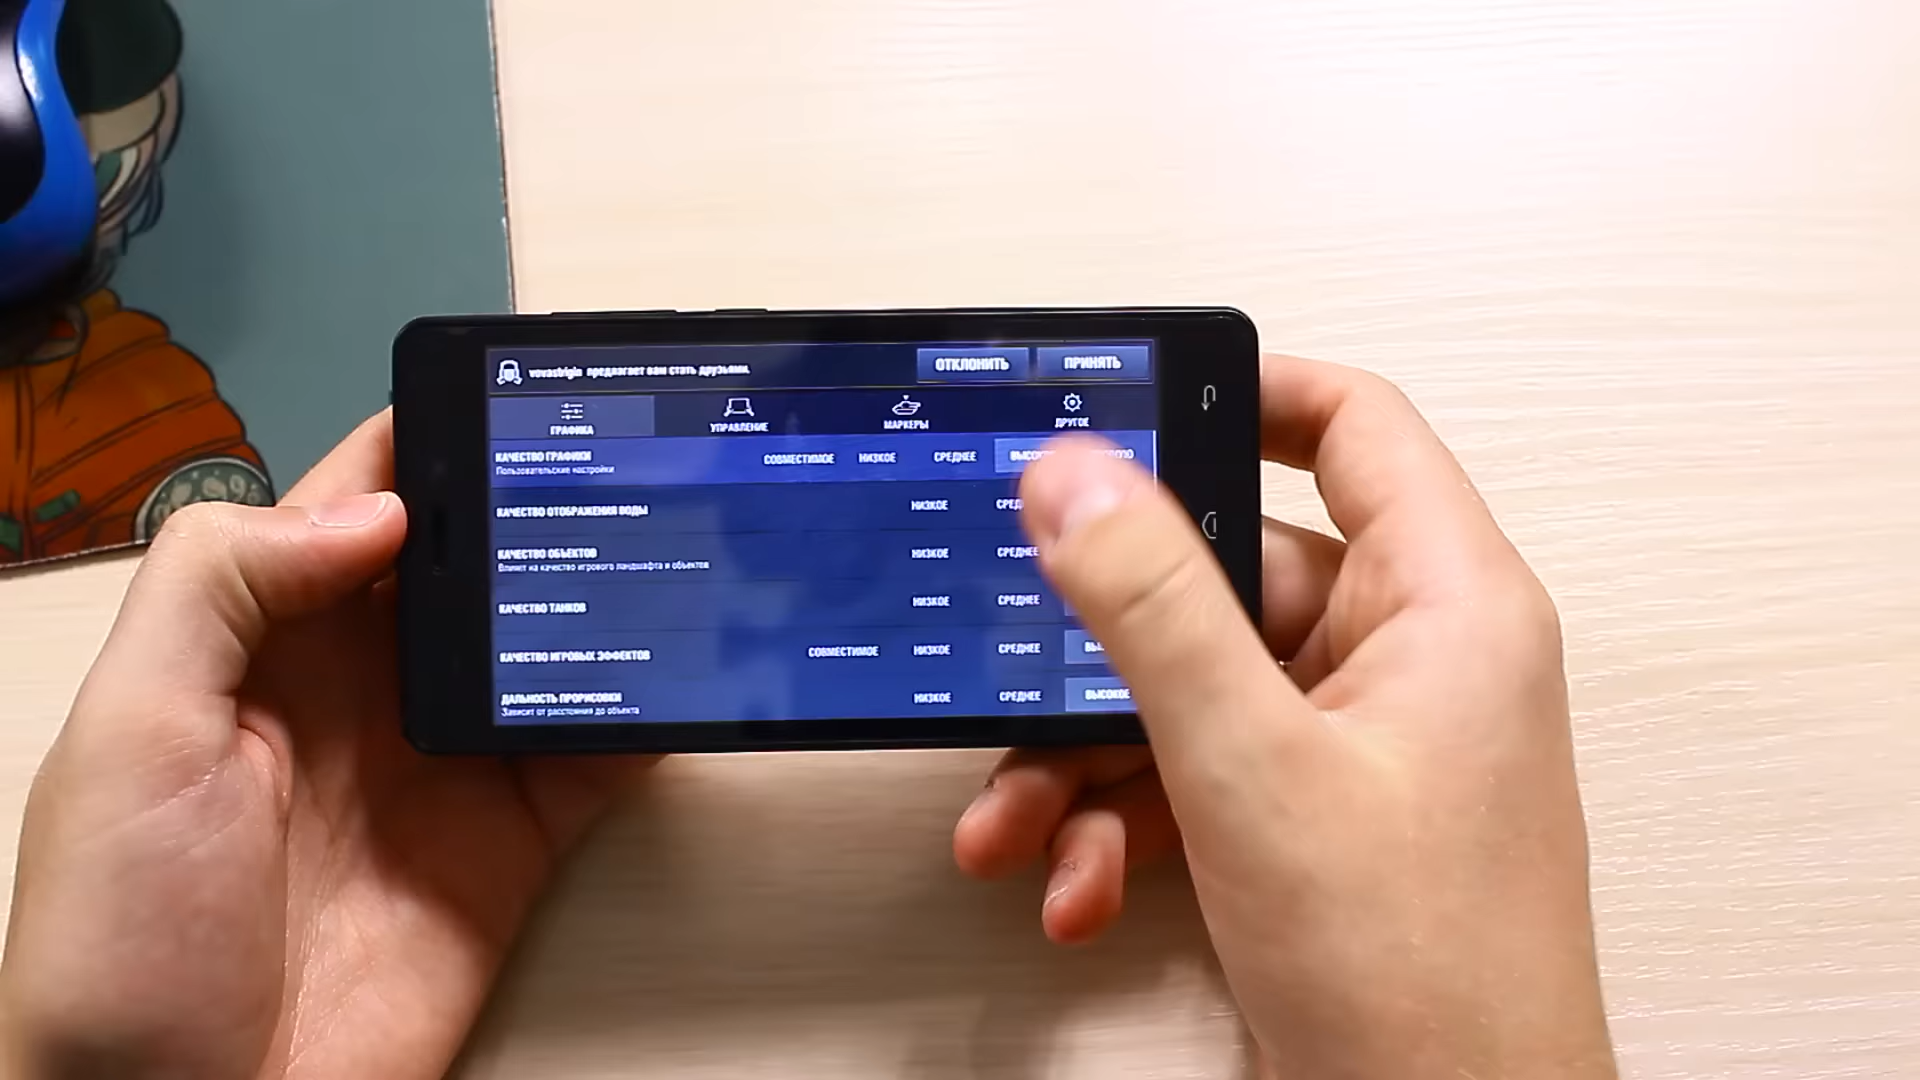 vovastrigin предлагает вам стать друзьями.
ОТКЛОНИТЬ
ПРИНЯТЬ
ГРАФИКА
УПРАВЛЕНИЕ
МАРКЕРЫ
ДРУГОЕ
КАЧЕСТВО ГРАФИКИ
Пользовательские настройки
СОВМЕСТИМОЕ НИЗКОЕ СРЕДНЕЕ
КАЧЕСТВО ОТОБРАЖЕНИЯ ВОДЫ
НИЗКОЕ
КАЧЕСТВО ОБЪЕКТОВ
Влияет на качество игрового ландшафта и объектов
НИЗКОЕ СРЕДНЕЕ
КАЧЕСТВО ТАНКОВ
НИЗКОЕ СРЕДНЕЕ
КАЧЕСТВО ИГРОВЫХ ЭФФЕКТОВ
СОВМЕСТИМОЕ НИЗКОЕ СРЕДНЕЕ
ДАЛЬНОСТЬ ПРОРИСОВКИ
Зависит от расстояния до объекта
НИЗКОЕ СРЕДНЕЕ ВЫСОКОЕ